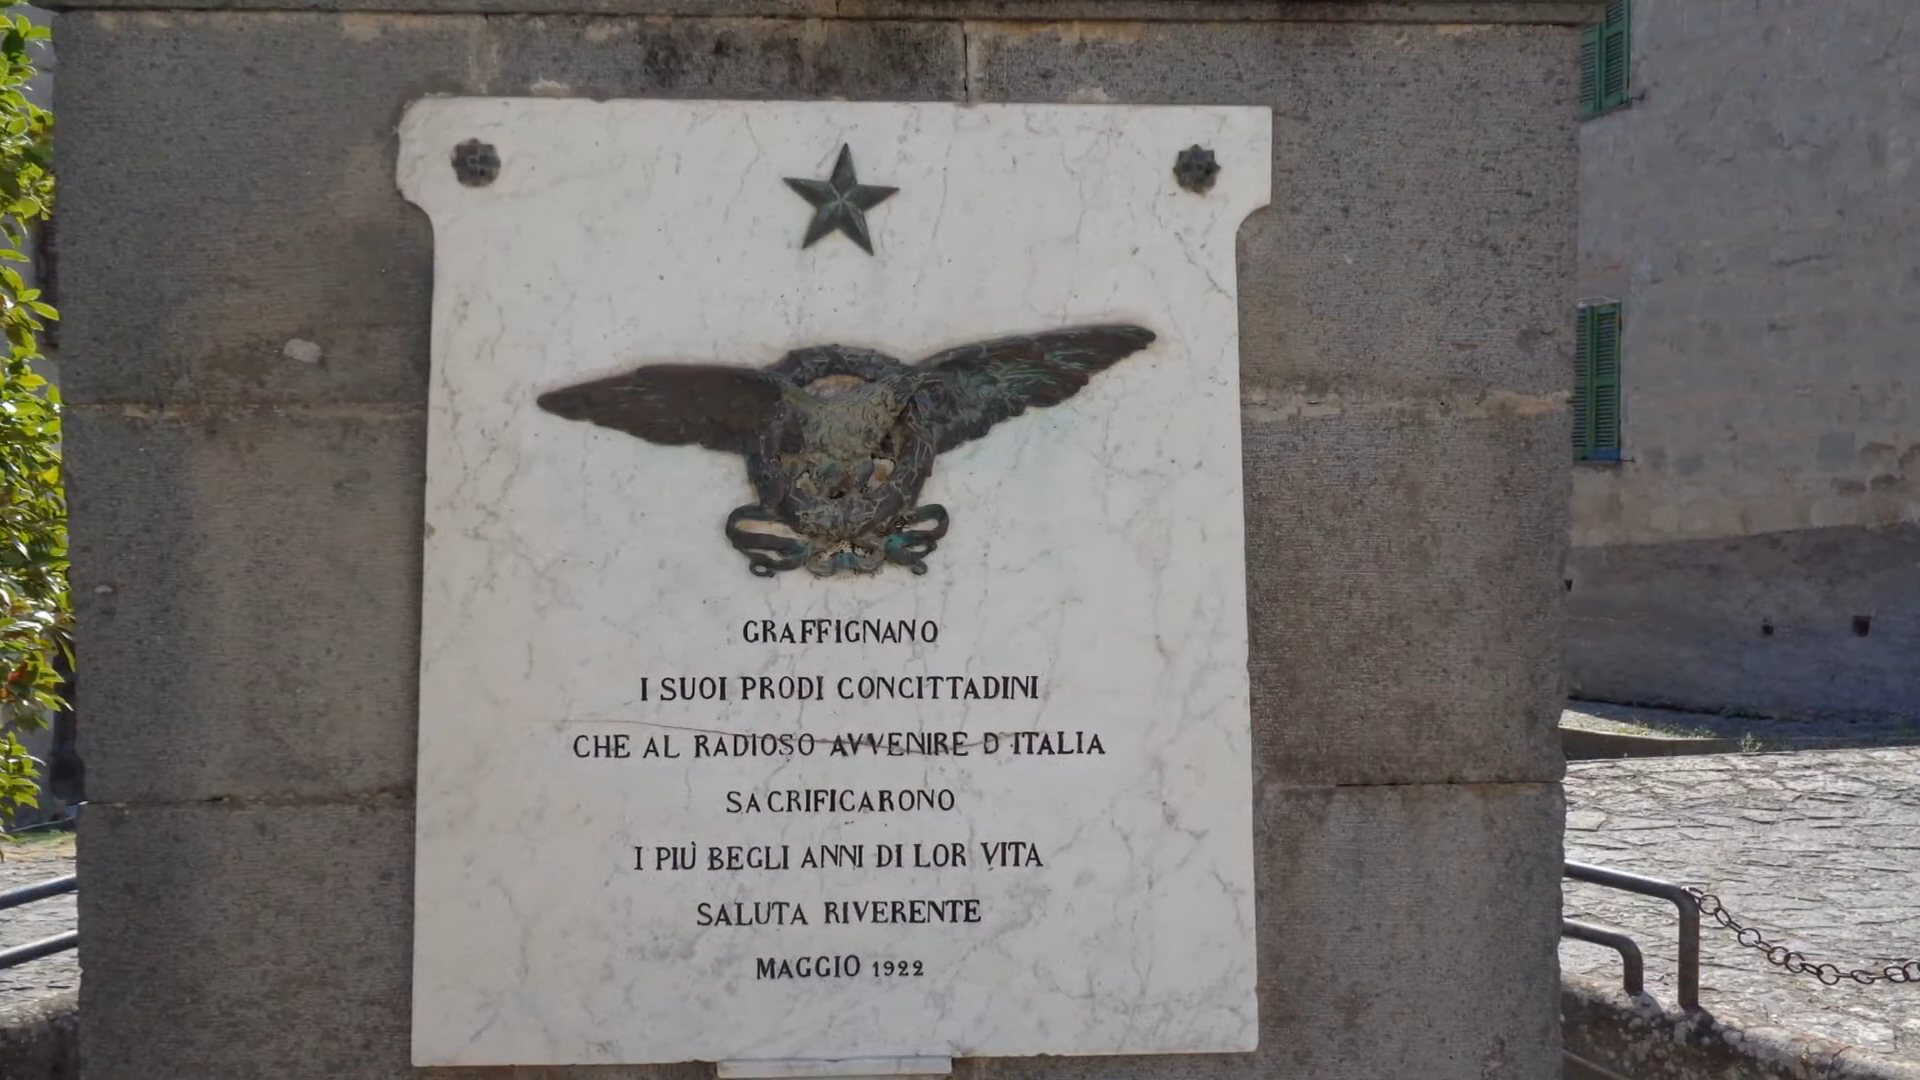 GRAFFIGNANO
I SUOI PRODI CONCITTADINI
CHE AL RADIOSO AVVENIRE D'ITALIA
SACRIFICARONO
I PIÙ BEGLI ANNI DI LOR VITA
SALUTA RIVERENTE
MAGGIO 1922